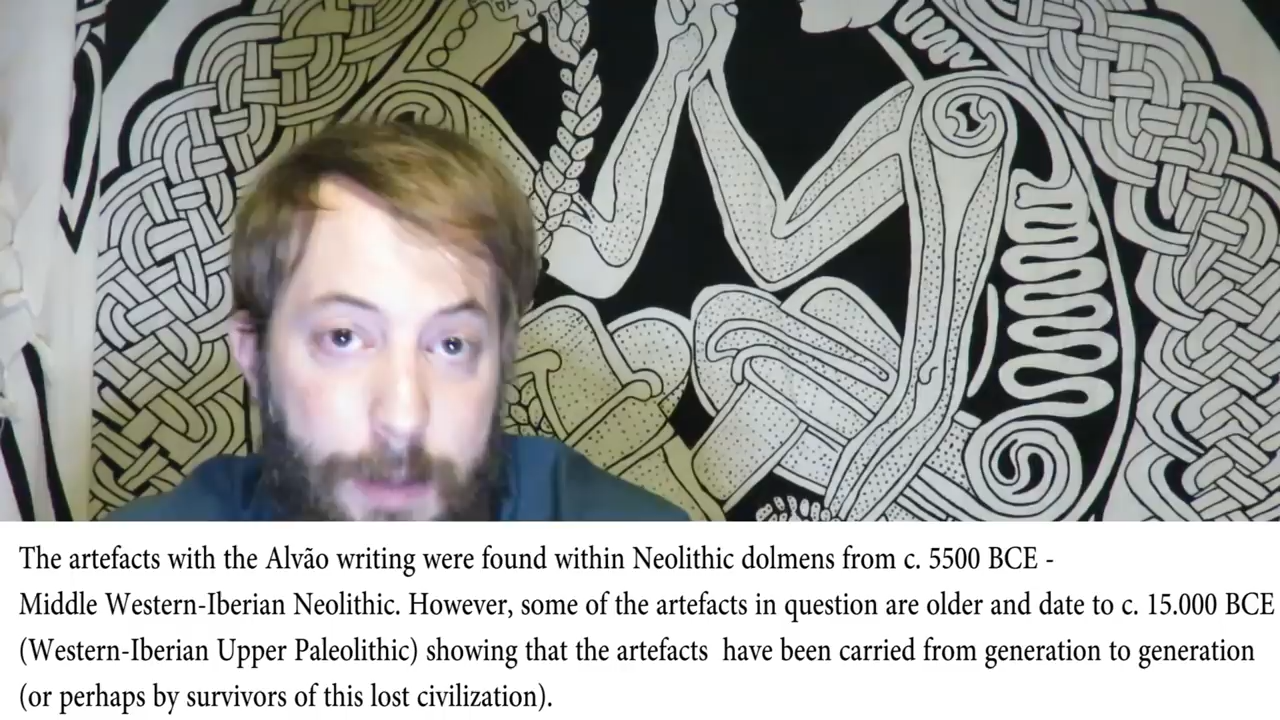 The artefacts with the Alvão writing were found within Neolithic dolmens from c. 5500 BCE -
Middle Western-Iberian Neolithic. However, some of the artefacts in question are older and date to c. 15.000 BCE
(Western-Iberian Upper Paleolithic) showing that the artefacts  have been carried from generation to generation
(or perhaps by survivors of this lost civilization).